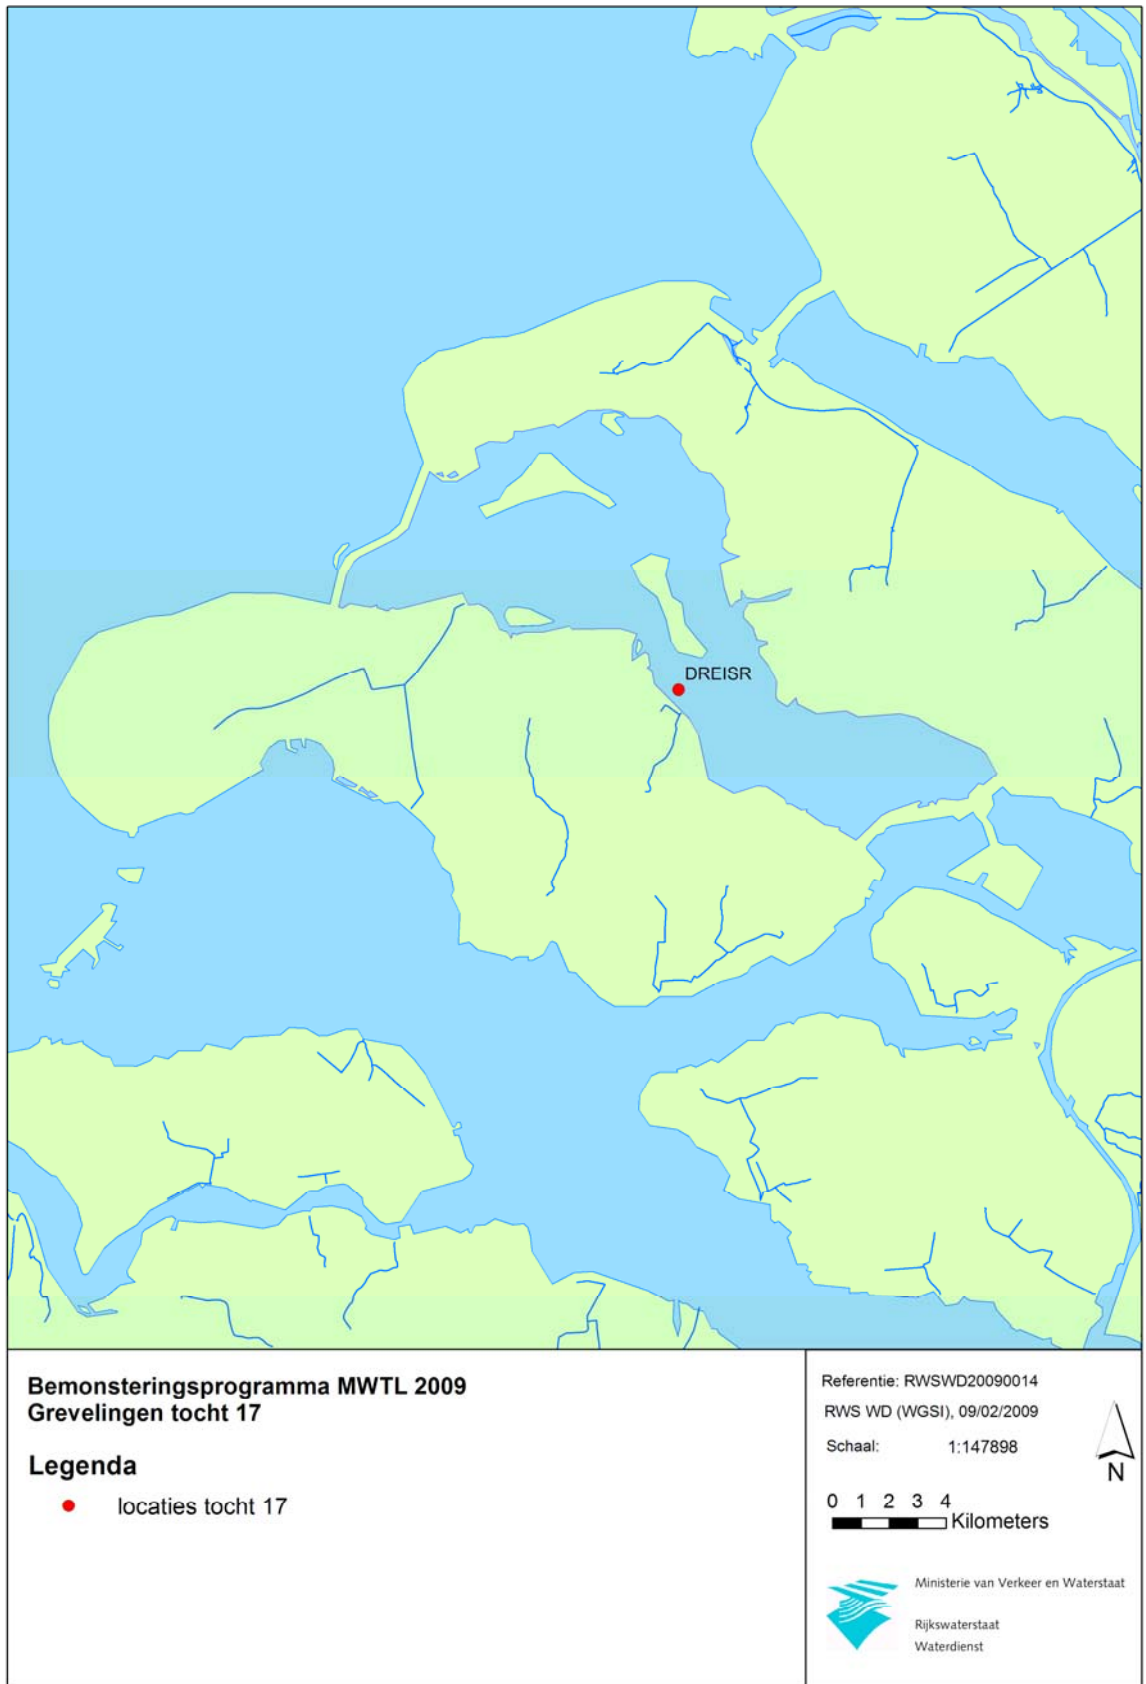 DREISR
Bemonsteringsprogramma MWTL 2009
Grevelingen tocht 17
Legenda
locaties tocht 17
Referentie: RWSWD20090014
RWS WD (WGSI), 09/02/2009
Schaal: 1:147898
N
0 1 2 3 4
Kilometers
Ministerie van Verkeer en Waterstaat
Rijkswaterstaat
Waterdienst